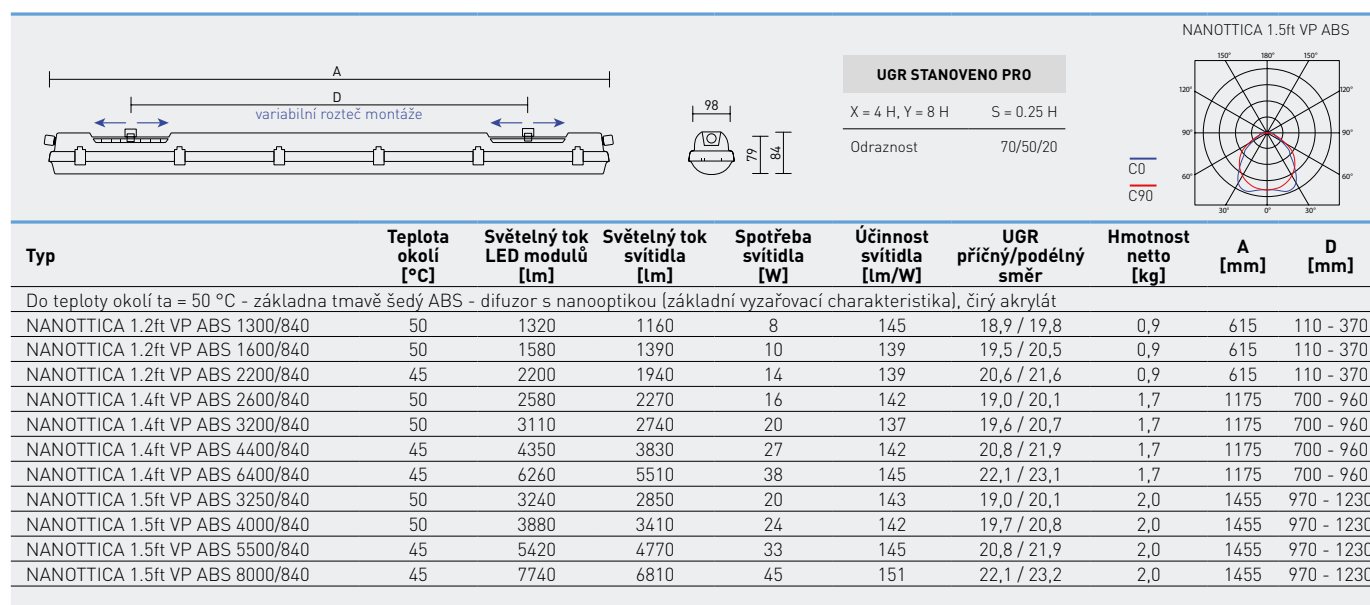 NANOTTICA 1.5ft VP ABS
A
D
variabilní rozteč montáže
98
79
84
UGR STANOVENO PRO
X = 4 H, Y = 8 H S = 0.25 H
Odraznost 70/50/20
C0
C90
150° 180° 150°
120° 120°
90° 90°
60° 60°
30° 0° 30°
Typ Teplota okolí [°C] Světelný tok LED modulů [lm] Světelný tok svítidla [lm] Spotřeba svítidla [W] Účinnost svítidla [lm/W] UGR příčný/podélný směr Hmotnost netto [kg] A [mm] D [mm]
Do teploty okolí ta = 50 °C - základna tmavě šedý ABS - difuzor s nanooptikou (základní vyzařovací charakteristika), čirý akrylát
NANOTTICA 1.2ft VP ABS 1300/840 50 1320 1160 8 145 18,9 / 19,8 0,9 615 110 - 370
NANOTTICA 1.2ft VP ABS 1600/840 50 1580 1390 10 139 19,5 / 20,5 0,9 615 110 - 370
NANOTTICA 1.2ft VP ABS 2200/840 45 2200 1940 14 139 20,6 / 21,6 0,9 615 110 - 370
NANOTTICA 1.4ft VP ABS 2600/840 50 2580 2270 16 142 19,0 / 20,1 1,7 1175 700 - 960
NANOTTICA 1.4ft VP ABS 3200/840 50 3110 2740 20 137 19,6 / 20,7 1,7 1175 700 - 960
NANOTTICA 1.4ft VP ABS 4400/840 45 4350 3830 27 142 20,8 / 21,9 1,7 1175 700 - 960
NANOTTICA 1.4ft VP ABS 6400/840 45 6260 5510 38 145 22,1 / 23,1 1,7 1175 700 - 960
NANOTTICA 1.5ft VP ABS 3250/840 50 3240 2850 20 143 19,0 / 20,1 2,0 1455 970 - 1230
NANOTTICA 1.5ft VP ABS 4000/840 50 3880 3410 24 142 19,7 / 20,8 2,0 1455 970 - 1230
NANOTTICA 1.5ft VP ABS 5500/840 45 5420 4770 33 145 20,8 / 21,9 2,0 1455 970 - 1230
NANOTTICA 1.5ft VP ABS 8000/840 45 7740 6810 45 151 22,1 / 23,2 2,0 1455 970 - 1230